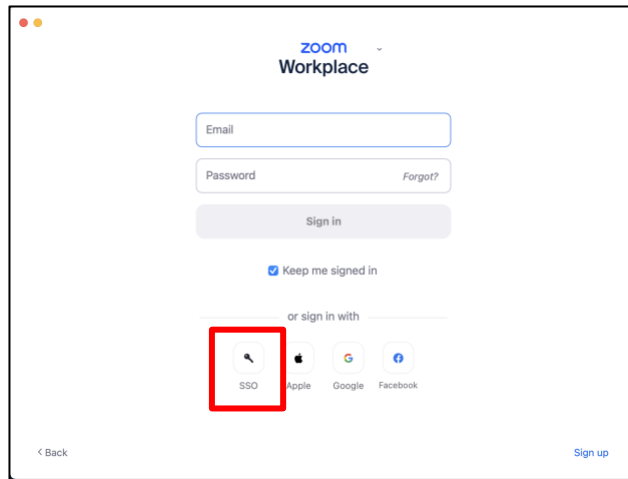 zoom
Workplace
Email
Password Forgot?
Sign in
Keep me signed in
or sign in with
SSO Apple Google Facebook
< Back Sign up